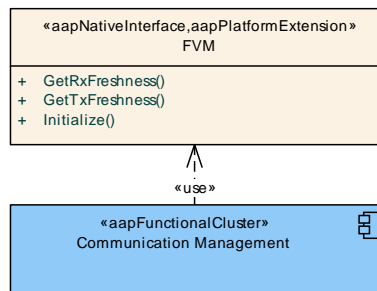 «aapNativeInterface,aapPlatformExtension»
FVM
+ GetRxFreshness()
+ GetTxFreshness()
+ Initialize()
«use»
«aapFunctionalCluster»
Communication Management